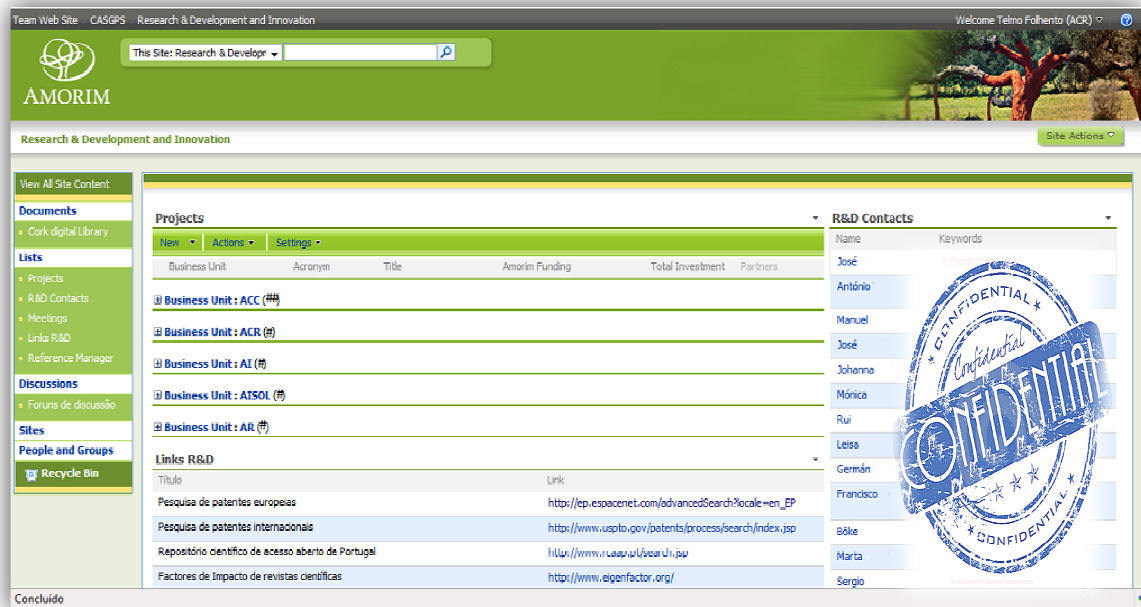 Team Web Site CASGPS Research & Development and Innovation Welcome Telmo Folhento (ACR)
This Site: Research & Developr
AMORIM
Research & Development and Innovation Site Actions
View All Site Content
Documents
Cork digital Library
Lists
Projects
R&D Contacts
Meetings
Links R&D
Reference Manager
Discussions
Foruns de discussão
Sites
People and Groups
Recycle Bin
Projects
New Actions Settings
Business Unit Acronym Title Amorim Funding Total Investment Partners
Business Unit : ACC (##)
Business Unit : ACR (#)
Business Unit : AI (#)
Business Unit : AISOL (#)
Business Unit : AR (#)
Links R&D
Título Link
Pesquisa de patentes europeias http://ep.espacenet.com/advancedSearch?locale=en_EP
Pesquisa de patentes internacionais http://www.uspto.gov/patents/process/search/index.jsp
Repositório científico de acesso aberto de Portugal http://www.rcaap.pt/search.jsp
Factores de Impacto de revistas científicas http://www.eigenfactor.org/
R&D Contacts
Name Keywords
José
António
Manuel
José
Johanna
Mónica
Rui
Leisa
Germán
Francisco
Böke
Marta
Sergio
CONFIDENTIAL
Confidential
CONFIDENTIAL
CONFIDENTIAL
Concluído